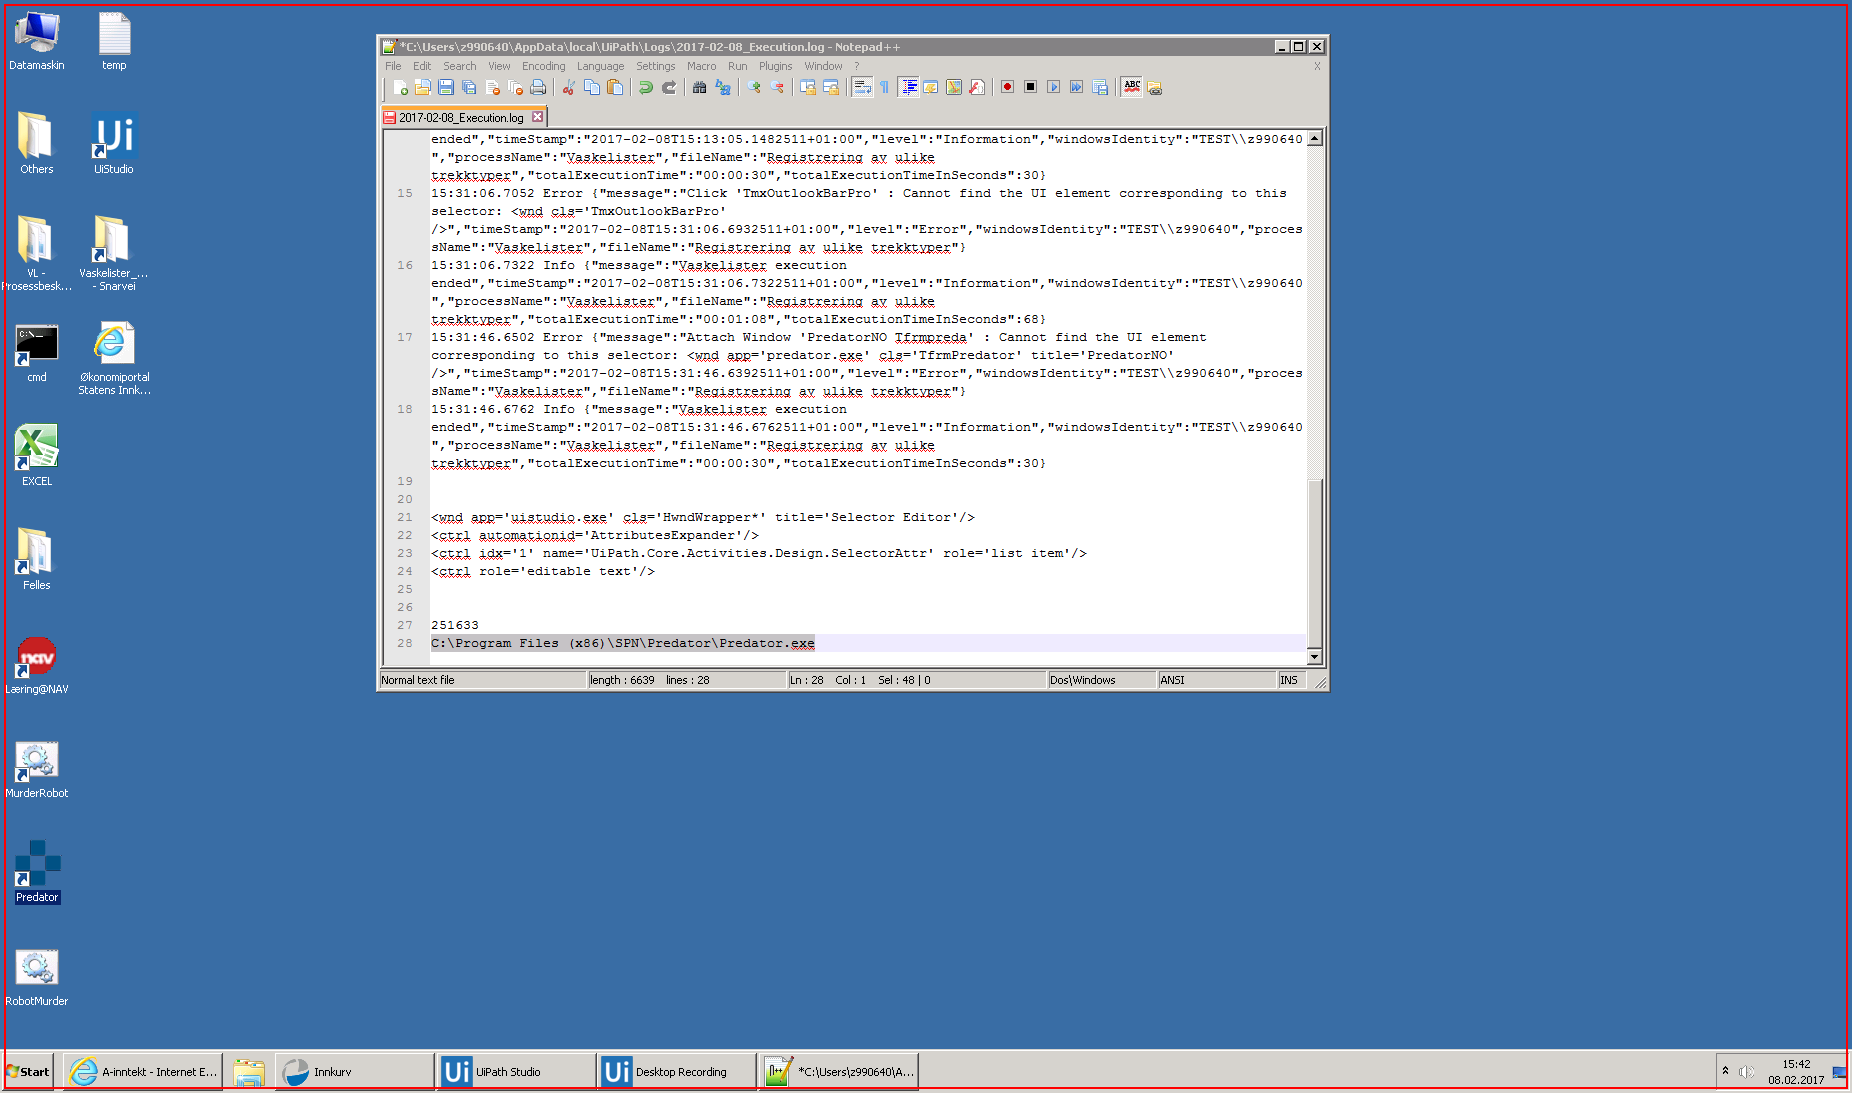 Datamaskin
temp
Others
UiStudio
VL -
Prosessbesk...
Vaskelister_...
- Snarvei
cmd
Økonomiportal
Statens Innk...
EXCEL
Felles
nav
Læring@NAV
MurderRobot
Predator
RobotMurder
*C:\Users\z990640\AppData\local\UiPath\Logs\2017-02-08_Execution.log - Notepad++
File Edit Search View Encoding Language Settings Macro Run Plugins Window ? X
2017-02-08_Execution.log
ended","timeStamp":"2017-02-08T15:13:05.1482511+01:00","level":"Information","windowsIdentity":"TEST\\z990640
","processName":"Vaskelister","fileName":"Registrering av ulike
trekktyper","totalExecutionTime":"00:00:30","totalExecutionTimeInSeconds":30}
15 15:31:06.7052 Error {"message":"Click 'TmxOutlookBarPro' : Cannot find the UI element corresponding to this
selector: <wnd cls='TmxOutlookBarPro'
/>","timeStamp":"2017-02-08T15:31:06.6932511+01:00","level":"Error","windowsIdentity":"TEST\\z990640","proces
sName":"Vaskelister","fileName":"Registrering av ulike trekktyper"}
16 15:31:06.7322 Info {"message":"Vaskelister execution
ended","timeStamp":"2017-02-08T15:31:06.7322511+01:00","level":"Information","windowsIdentity":"TEST\\z990640
","processName":"Vaskelister","fileName":"Registrering av ulike
trekktyper","totalExecutionTime":"00:01:08","totalExecutionTimeInSeconds":68}
17 15:31:46.6502 Error {"message":"Attach Window 'PredatorNO Tfrmpreda' : Cannot find the UI element
corresponding to this selector: <wnd app='predator.exe' cls='TfrmPredator' title='PredatorNO'
/>","timeStamp":"2017-02-08T15:31:46.6392511+01:00","level":"Error","windowsIdentity":"TEST\\z990640","proces
sName":"Vaskelister","fileName":"Registrering av ulike trekktyper"}
18 15:31:46.6762 Info {"message":"Vaskelister execution
ended","timeStamp":"2017-02-08T15:31:46.6762511+01:00","level":"Information","windowsIdentity":"TEST\\z990640
","processName":"Vaskelister","fileName":"Registrering av ulike
trekktyper","totalExecutionTime":"00:00:30","totalExecutionTimeInSeconds":30}
19
20
21 <wnd app='uistudio.exe' cls='HwndWrapper*' title='Selector Editor'/>
22 <ctrl automationid='AttributesExpander'/>
23 <ctrl idx='1' name='UiPath.Core.Activities.Design.SelectorAttr' role='list item'/>
24 <ctrl role='editable text'/>
25
26
27 251633
28 C:\Program Files (x86)\SPN\Predator\Predator.exe
Normal text file length : 6639 lines : 28 Ln : 28 Col : 1 Sel : 48 | 0 Dos\Windows ANSI INS
Start A-inntekt - Internet E... Innkurv Ui UiPath Studio Ui Desktop Recording *C:\Users\z990640\A... 15:42
08.02.2017